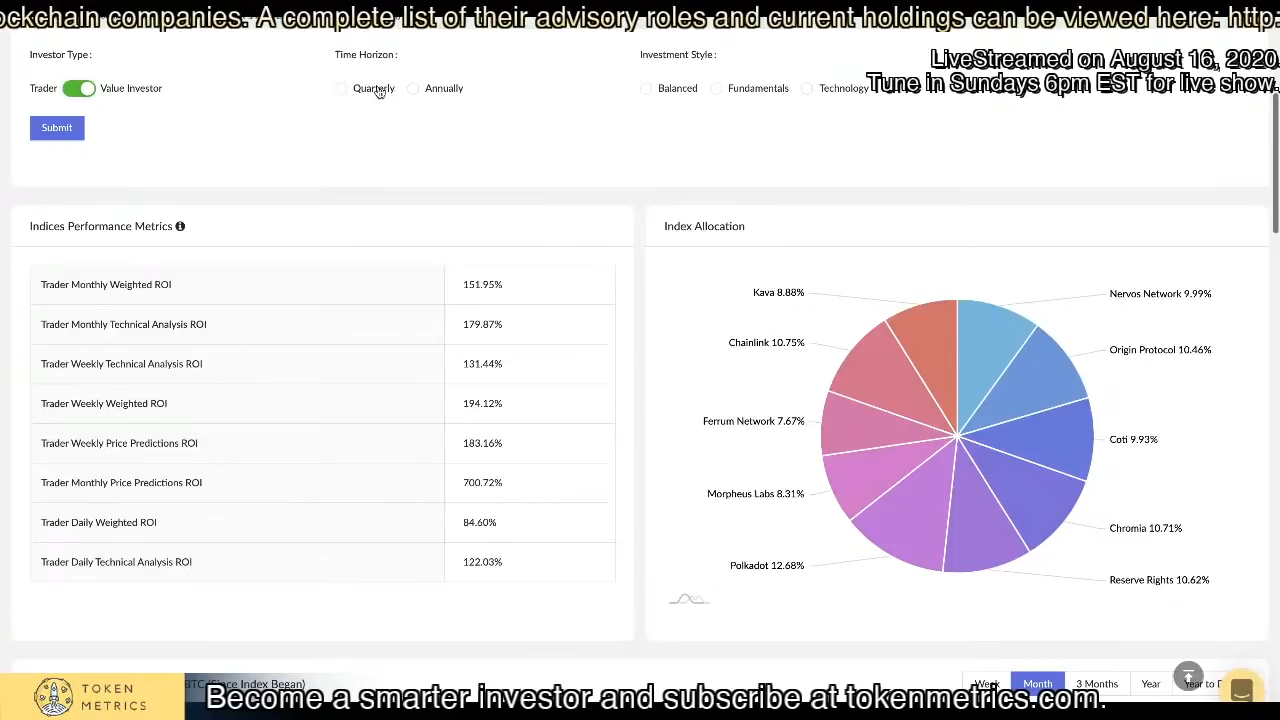 ockchain companies. A complete list of their advisory roles and current holdings can be viewed here: http:
LiveStreamed on August 16, 2020.
Tune in Sundays 6pm EST for live show.
Investor Type:
Time Horizon:
Investment Style:
Trader
Value Investor
Quarterly
Annually
Balanced
Fundamentals
Technology
Submit
Indices Performance Metrics
Index Allocation
Trader Monthly Weighted ROI 151.95%
Trader Monthly Technical Analysis ROI 179.87%
Trader Weekly Technical Analysis ROI 131.44%
Trader Weekly Weighted ROI 194.12%
Trader Weekly Price Predictions ROI 183.16%
Trader Monthly Price Predictions ROI 700.72%
Trader Daily Weighted ROI 84.60%
Trader Daily Technical Analysis ROI 122.03%
Kava 8.88%
Nervos Network 9.99%
Chainlink 10.75%
Origin Protocol 10.46%
Ferrum Network 7.67%
Coti 9.93%
Morpheus Labs 8.31%
Chromia 10.71%
Polkadot 12.68%
Reserve Rights 10.62%
BTC (Since Index Began)
Week
Month
3 Months
Year
Year to D
TOKEN
METRICS
Become a smarter investor and subscribe at tokenmetrics.com.